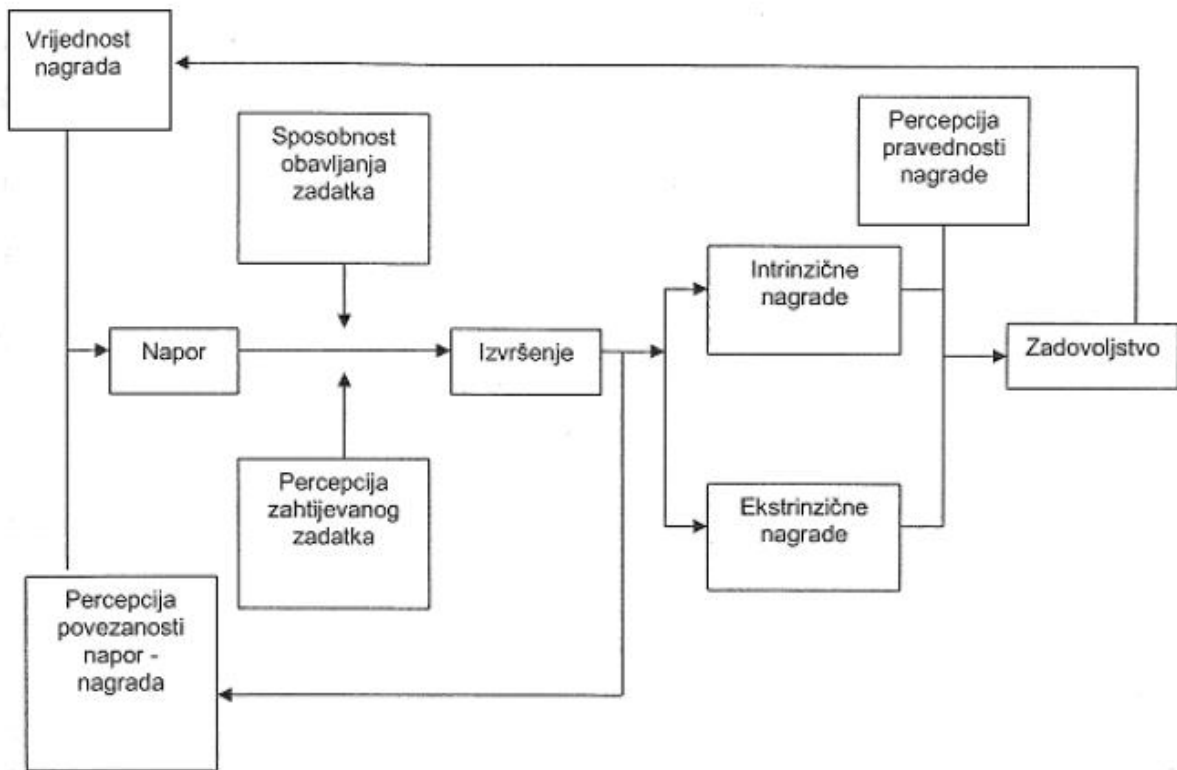 Vrijednost
nagrada
Sposobnost
obavljanja
zadatka
Percepcija
pravednosti
nagrade
Intrinzične
nagrade
Napor
Izvršenje
Zadovoljstvo
Percepcija
zahtijevanog
zadatka
Ekstrinzične
nagrade
Percepcija
povezanosti
napor -
nagrada